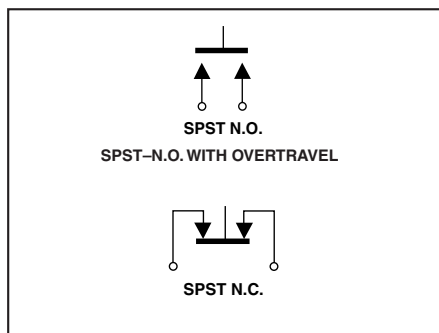 SPST N.O.
SPST–N.O. WITH OVERTRAVEL
SPST N.C.